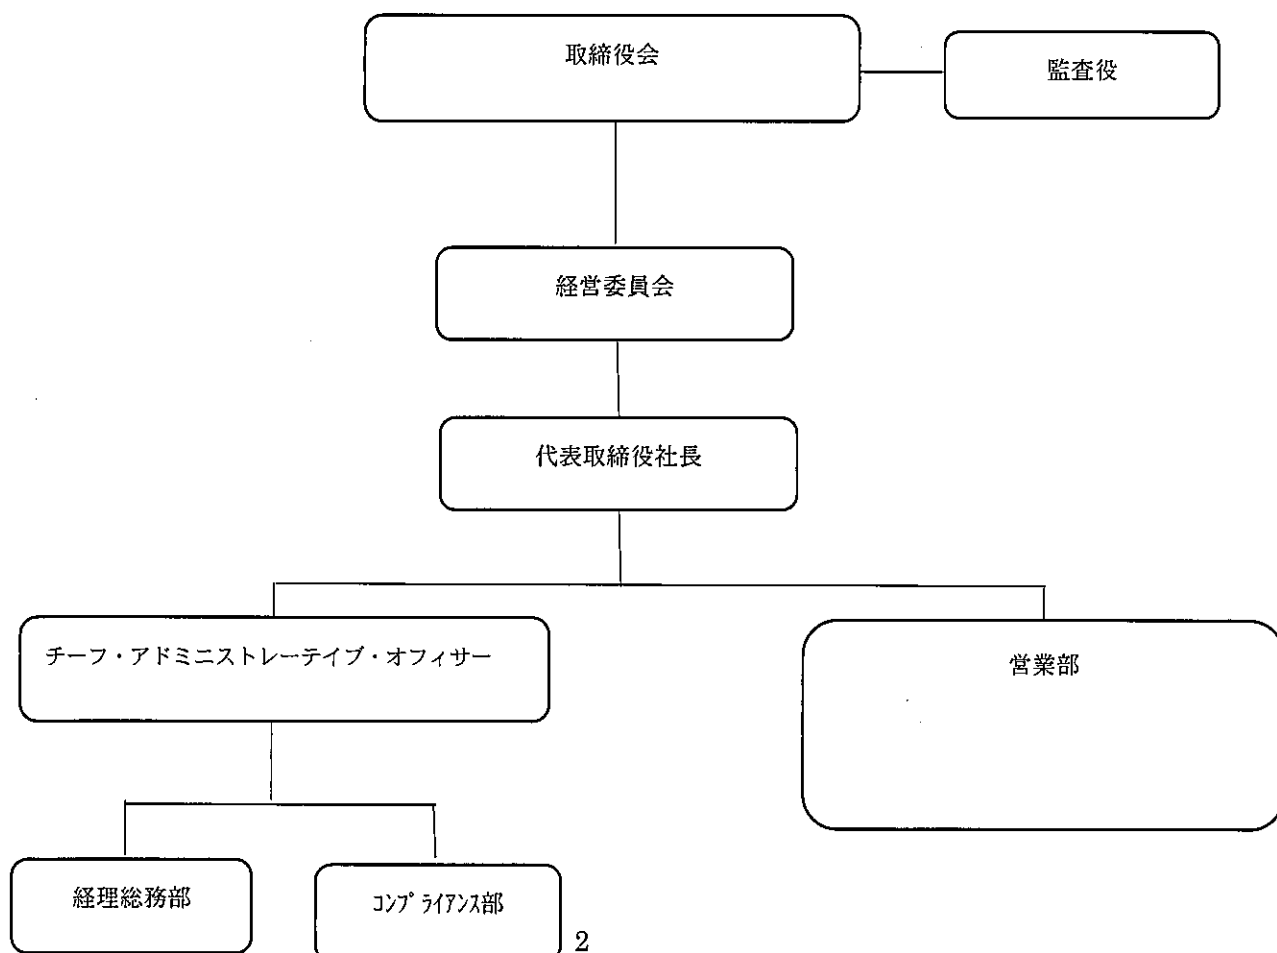 取締役会
監査役
経営委員会
代表取締役社長
チーフ・アドミニストレーテイブ・オフィサー
営業部
経理総務部
ｺﾝﾌﾟﾗｲｱﾝｽ部
2